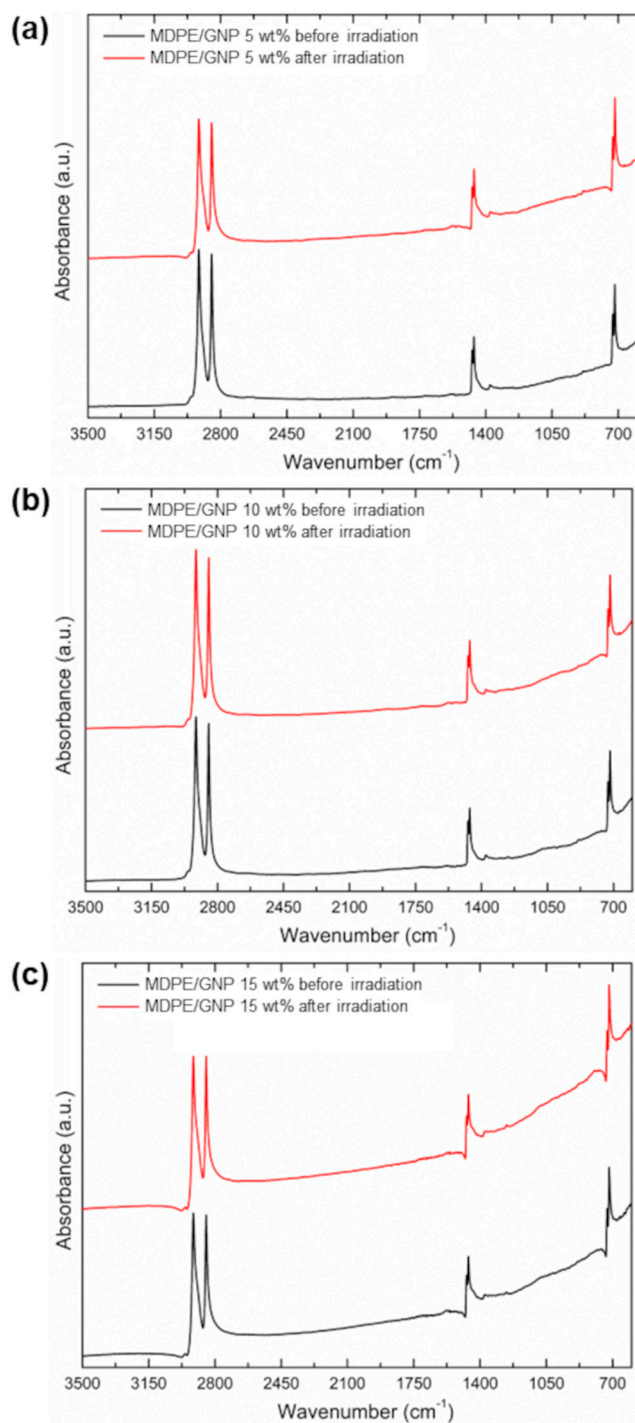 (a)
MDPE/GNP 5 wt% before irradiation
MDPE/GNP 5 wt% after irradiation
Absorbance (a.u.)
3500 3150 2800 2450 2100 1750 1400 1050 700
Wavenumber (cm⁻¹)
(b)
MDPE/GNP 10 wt% before irradiation
MDPE/GNP 10 wt% after irradiation
Absorbance (a.u.)
3500 3150 2800 2450 2100 1750 1400 1050 700
Wavenumber (cm⁻¹)
(c)
MDPE/GNP 15 wt% before irradiation
MDPE/GNP 15 wt% after irradiation
Absorbance (a.u.)
3500 3150 2800 2450 2100 1750 1400 1050 700
Wavenumber (cm⁻¹)